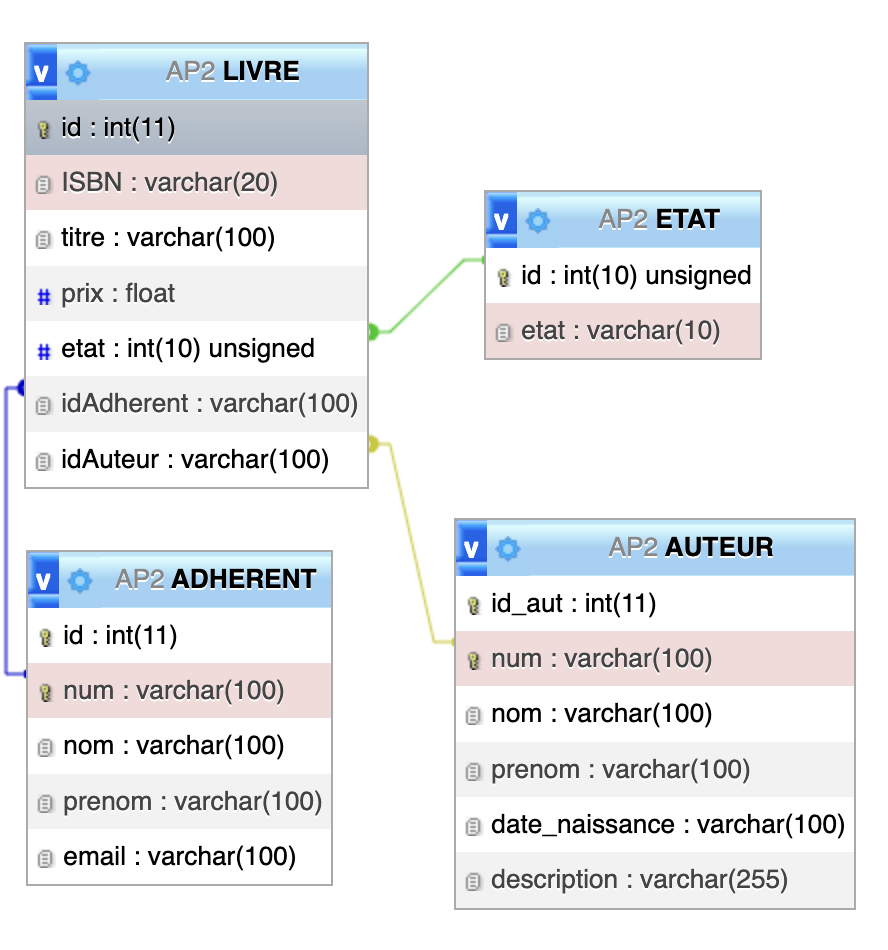 v AP2 LIVRE
id : int(11)
ISBN : varchar(20)
titre : varchar(100)
# prix : float
# etat : int(10) unsigned
idAdherent : varchar(100)
idAuteur : varchar(100)
v AP2 ETAT
id : int(10) unsigned
etat : varchar(10)
v AP2 ADHERENT
id : int(11)
num : varchar(100)
nom : varchar(100)
prenom : varchar(100)
email : varchar(100)
v AP2 AUTEUR
id_aut : int(11)
num : varchar(100)
nom : varchar(100)
prenom : varchar(100)
date_naissance : varchar(100)
description : varchar(255)